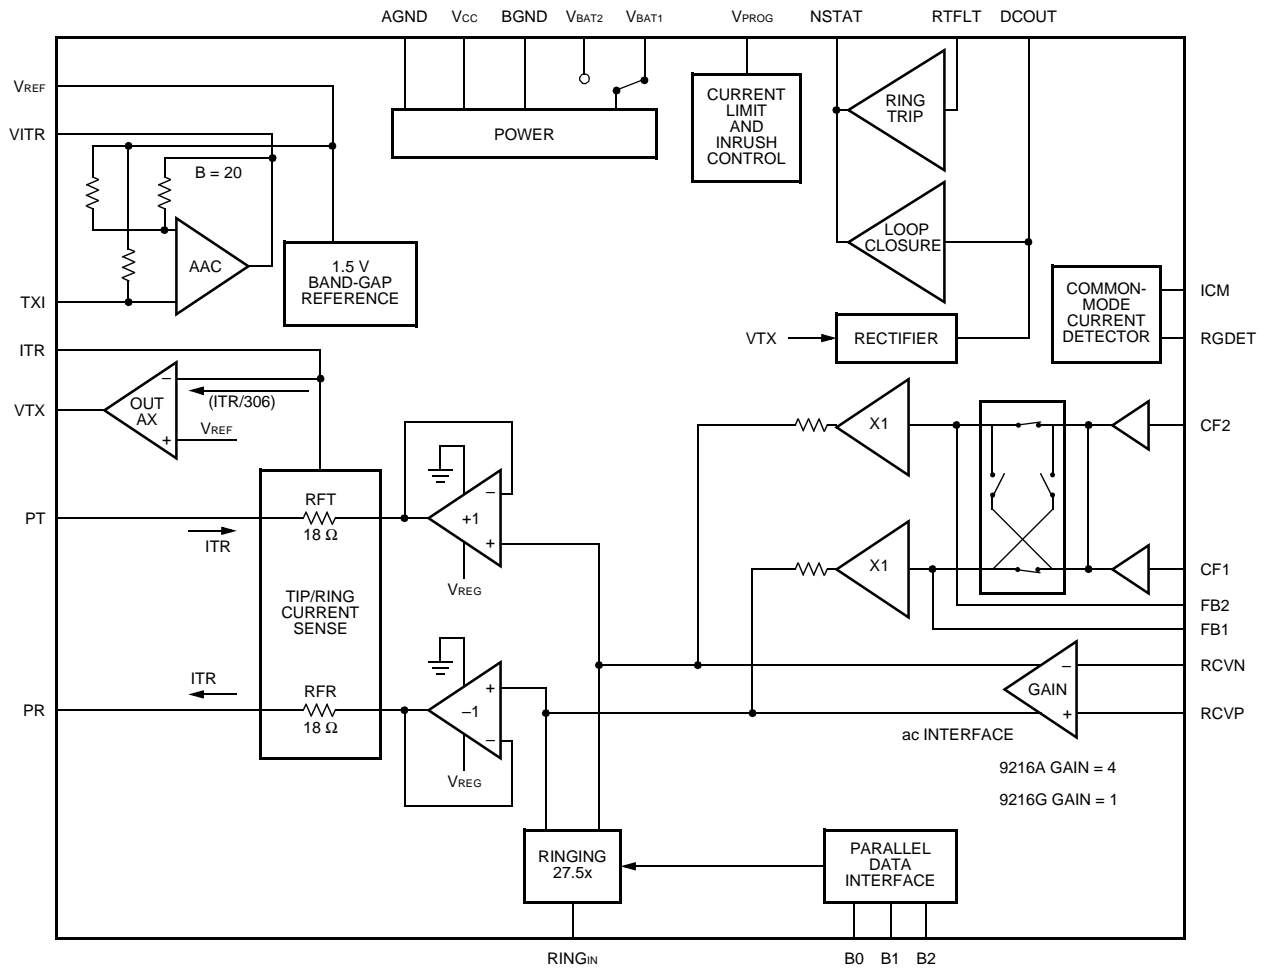 AGND VCC BGND VBAT2 VBAT1 VPROG NSTAT RTFLT DCOUT
VREF
VITR
B = 20
AAC
1.5 V
BAND-GAP
REFERENCE
TXI
POWER
CURRENT
LIMIT
AND
INRUSH
CONTROL
RING
TRIP
LOOP
CLOSURE
VTX
RECTIFIER
COMMON-
MODE
CURRENT
DETECTOR
ICM
RGDET
ITR
VTX
OUT
AX
–
+
(ITR/306)
VREF
PT
ITR
RFT
18 Ω
TIP/RING
CURRENT
SENSE
ITR
PR
RFR
18 Ω
–
+1
+
VREG
+
–1
–
VREG
X1
X1
CF2
CF1
FB2
FB1
RCVN
RCVP
–
GAIN
+
ac INTERFACE
9216A GAIN = 4
9216G GAIN = 1
RINGING
27.5x
PARALLEL
DATA
INTERFACE
RINGIN
B0 B1 B2